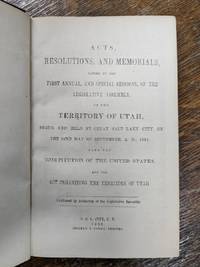 ACTS,
RESOLUTIONS, AND MEMORIALS,
PASSED BY THE
FIRST ANNUAL, AND SPECIAL SESSIONS, OF THE
LEGISLATIVE ASSEMBLY,
OF THE
TERRITORY OF UTAH,
BEGUN AND HELD AT GREAT SALT LAKE CITY, ON
THE 22ND DAY OF SEPTEMBER, A. D., 1851.
ALSO THE
CONSTITUTION OF THE UNITED STATES,
AND THE
ACT ORGANIZING THE TERRITORY OF UTAH
Published by Authority of the Legislative Assembly
G. S. L. CITY, U. T.